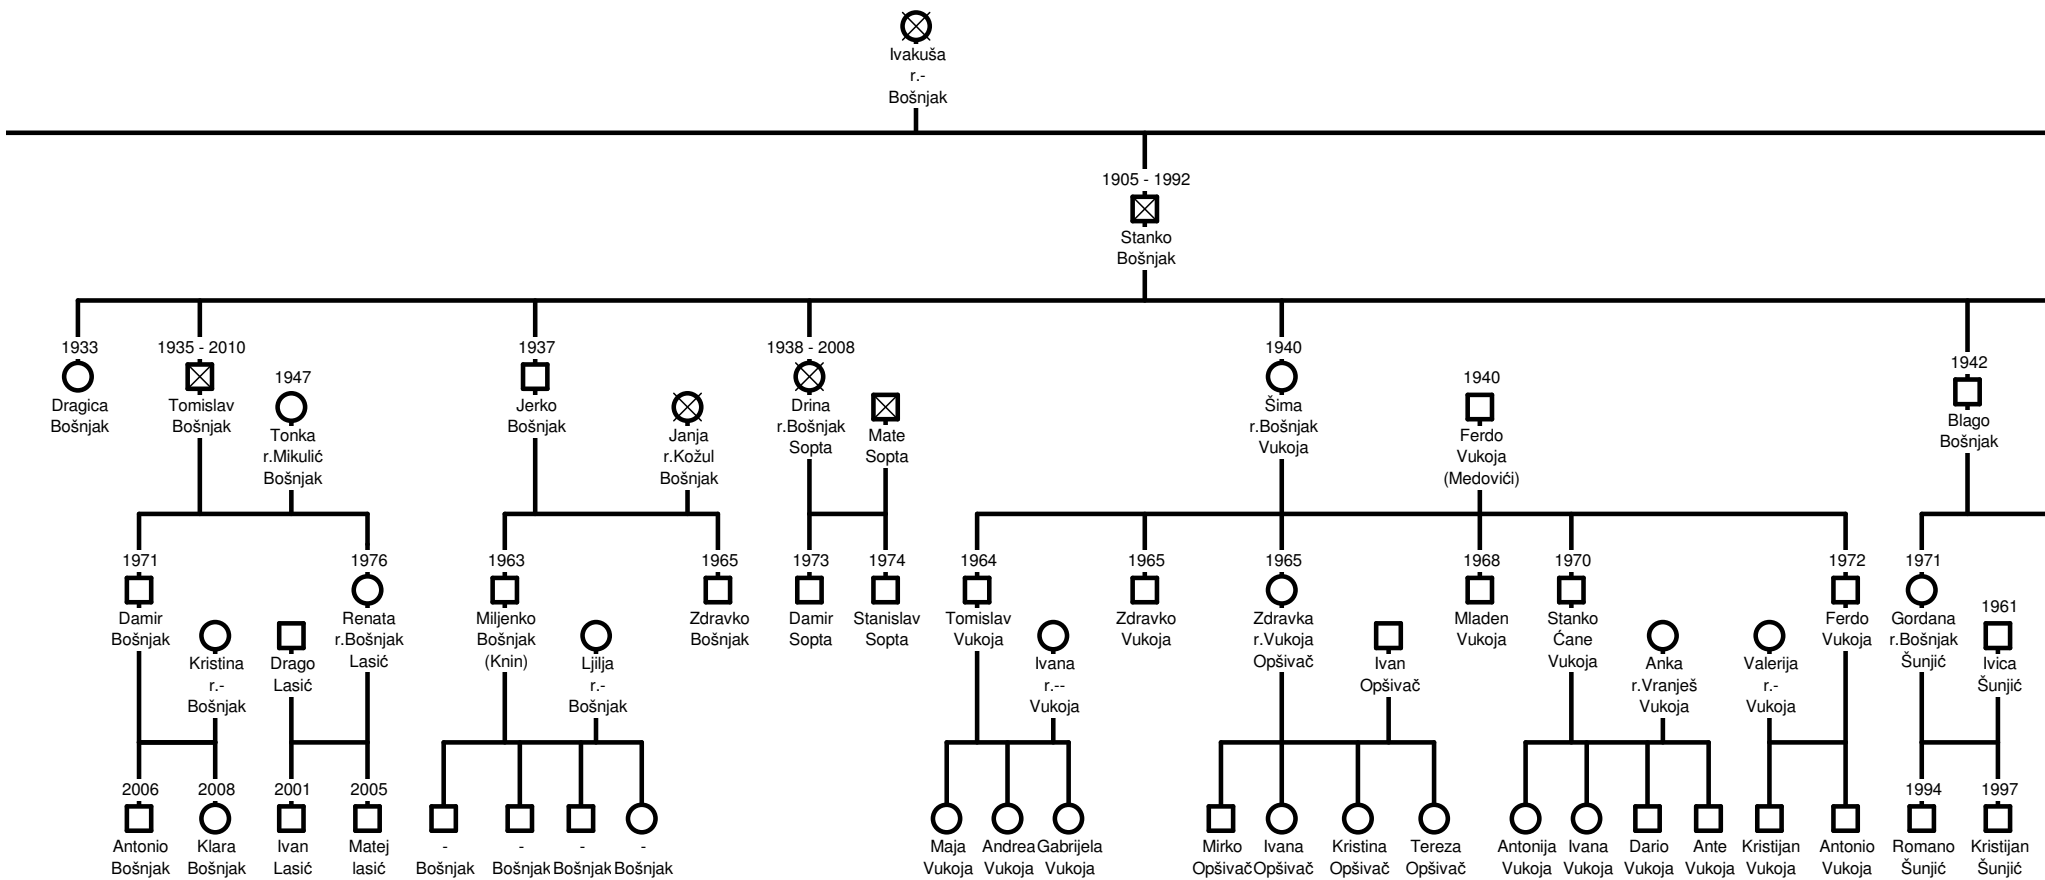 Ivakuša
r.-
Bošnjak
1905 - 1992
Stanko
Bošnjak
1933
Dragica
Bošnjak
1935 - 2010
Tomislav
Bošnjak
1947
Tonka
r.Mikulić
Bošnjak
1937
Jerko
Bošnjak
Janja
r.Kožul
Bošnjak
1938 - 2008
Drina
r.Bošnjak
Sopta
Mate
Sopta
1940
Šima
r.Bošnjak
Vukoja
1940
Ferdo
Vukoja
(Medovići)
1942
Blago
Bošnjak
1971
Damir
Bošnjak
Kristina
r.-
Bošnjak
Drago
Lasić
1976
Renata
r.Bošnjak
Lasić
1963
Miljenko
Bošnjak
(Knin)
Ljilja
r.-
Bošnjak
1965
Zdravko
Bošnjak
1973
Damir
Sopta
1974
Stanislav
Sopta
1964
Tomislav
Vukoja
Ivana
r.--
Vukoja
1965
Zdravko
Vukoja
1965
Zdravka
r.Vukoja
Opšivač
Ivan
Opšivač
1968
Mladen
Vukoja
1970
Stanko
Ćane
Vukoja
Anka
r.Vranješ
Vukoja
Valerija
r.-
Vukoja
1972
Ferdo
Vukoja
1971
Gordana
r.Bošnjak
Šunjić
1961
Ivica
Šunjić
2006
Antonio
Bošnjak
2008
Klara
Bošnjak
2001
Ivan
Lasić
2005
Matej
lasić
-
Bošnjak
-
Bošnjak
-
Bošnjak
-
Bošnjak
Maja
Vukoja
Andrea
Vukoja
Gabrijela
Vukoja
Mirko
Opšivač
Ivana
Opšivač
Kristina
Opšivač
Tereza
Opšivač
Antonija
Vukoja
Ivana
Vukoja
Dario
Vukoja
Ante
Vukoja
Kristijan
Vukoja
Antonio
Vukoja
1994
Romano
Šunjić
1997
Kristijan
Šunjić